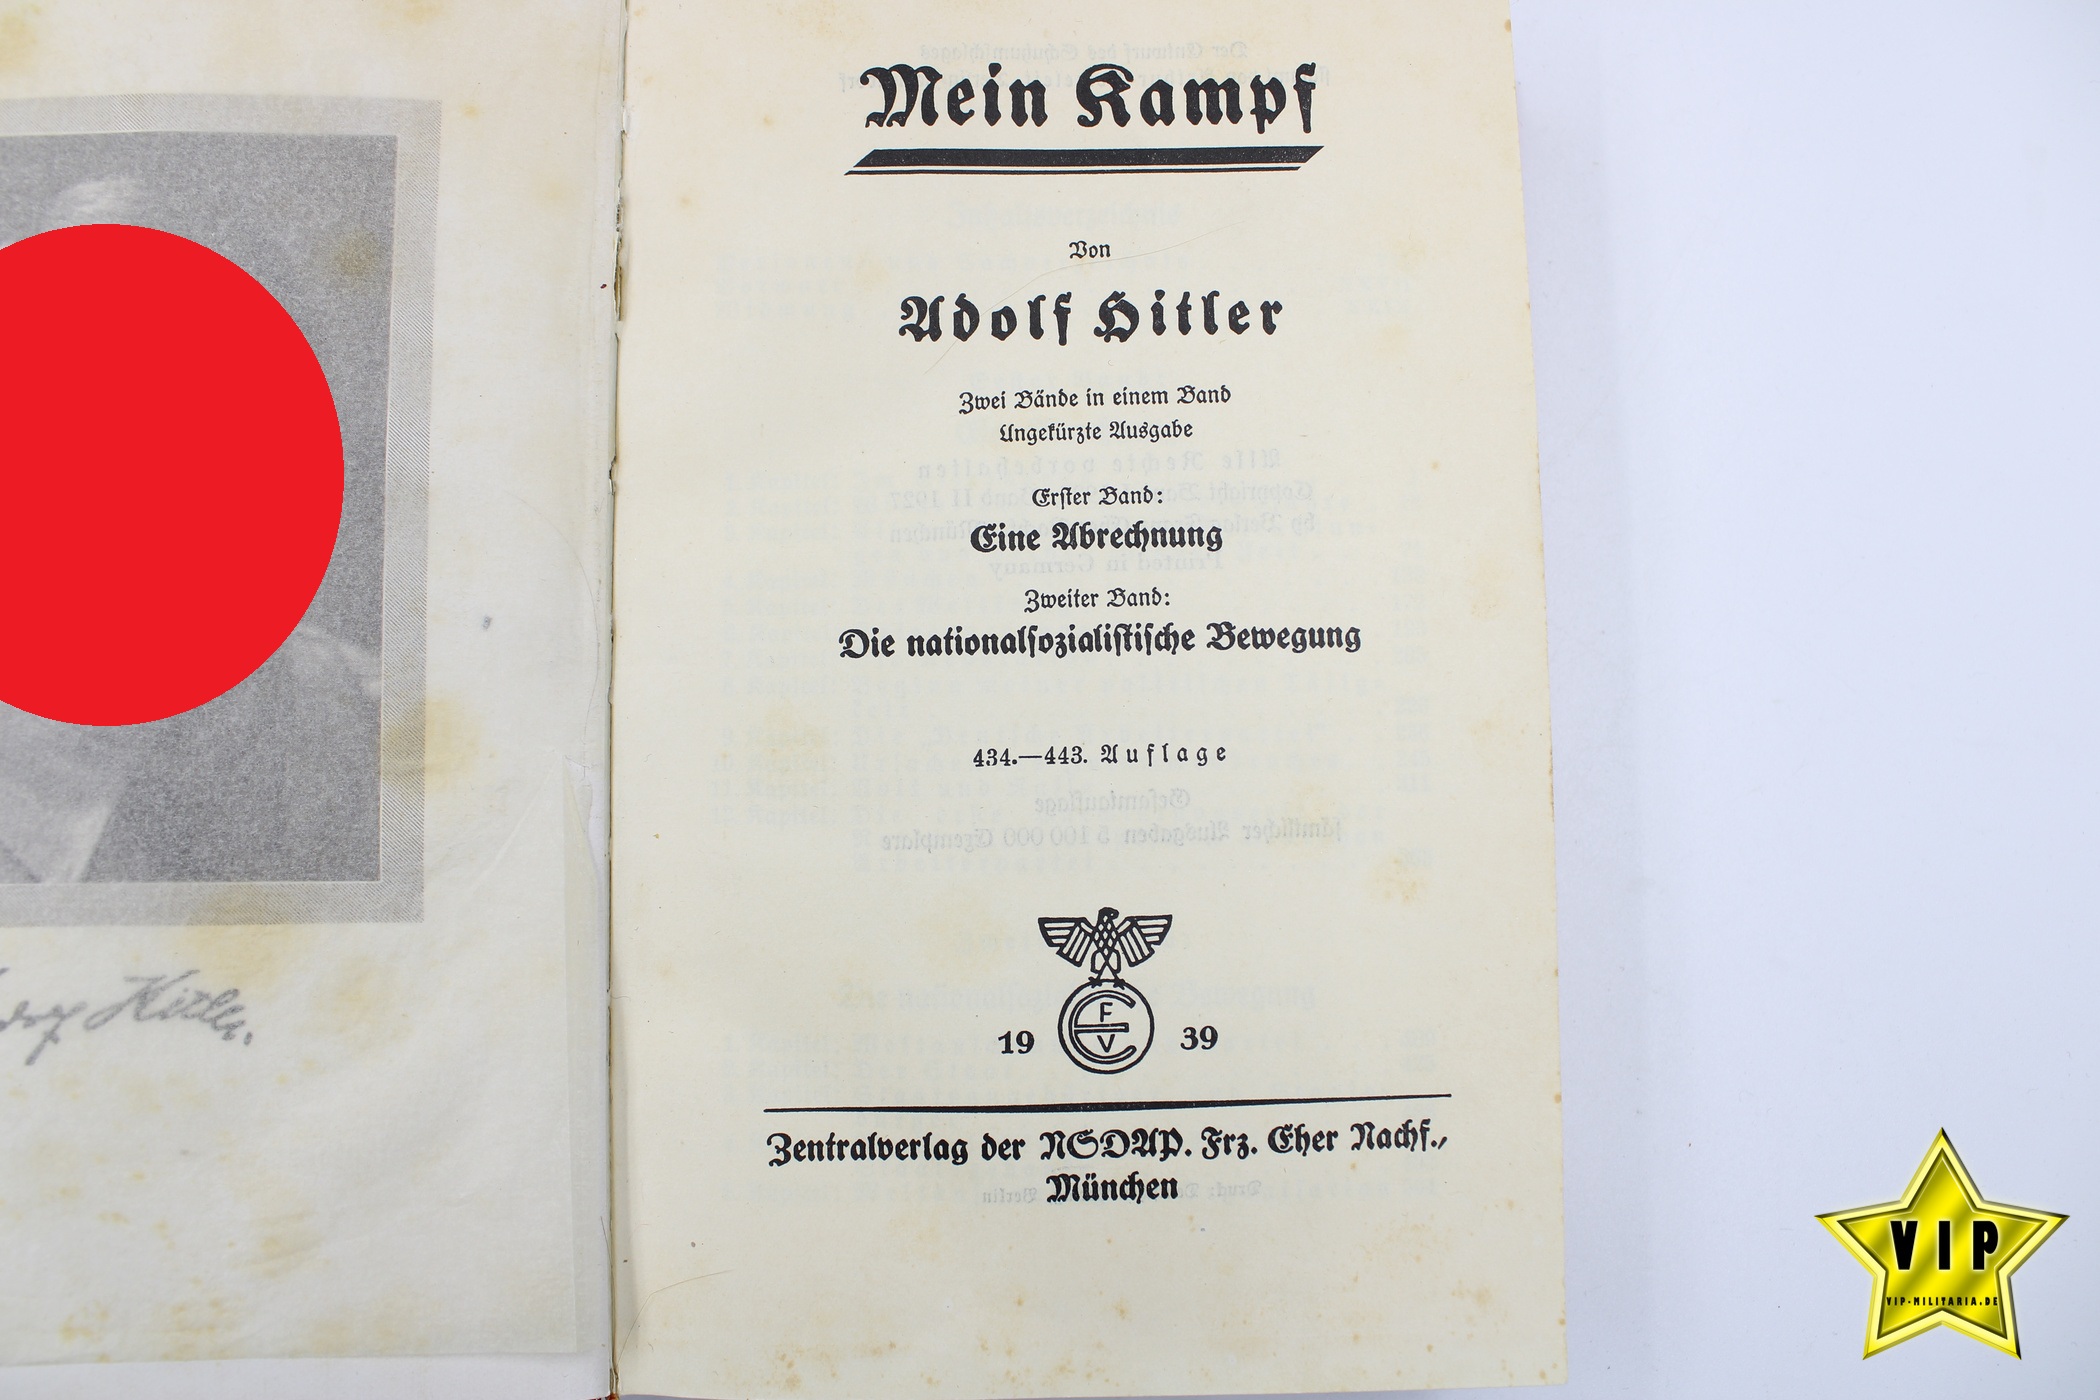 Hitler.
Mein Kampf
Von
Adolf Hitler
Zwei Bände in einem Band
Ungekürzte Ausgabe
Erster Band:
Eine Abrechnung
Zweiter Band:
Die nationalsozialistische Bewegung
434.—443. Auflage
F
E
V
19 39
Zentralverlag der NSDAP. Frz. Eher Nachf.,
München
VIP
VIP-MILITARIA.DE